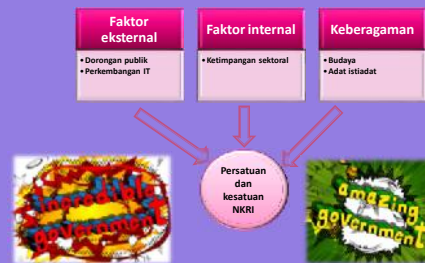 Faktor
eksternal
Faktor internal
Keberagaman
• Dorongan publik
• Perkembangan IT
• Ketimpangan sektoral
• Budaya
• Adat istiadat
Persatuan
dan
kesatuan
NKRI
incredible
government
amazing
government